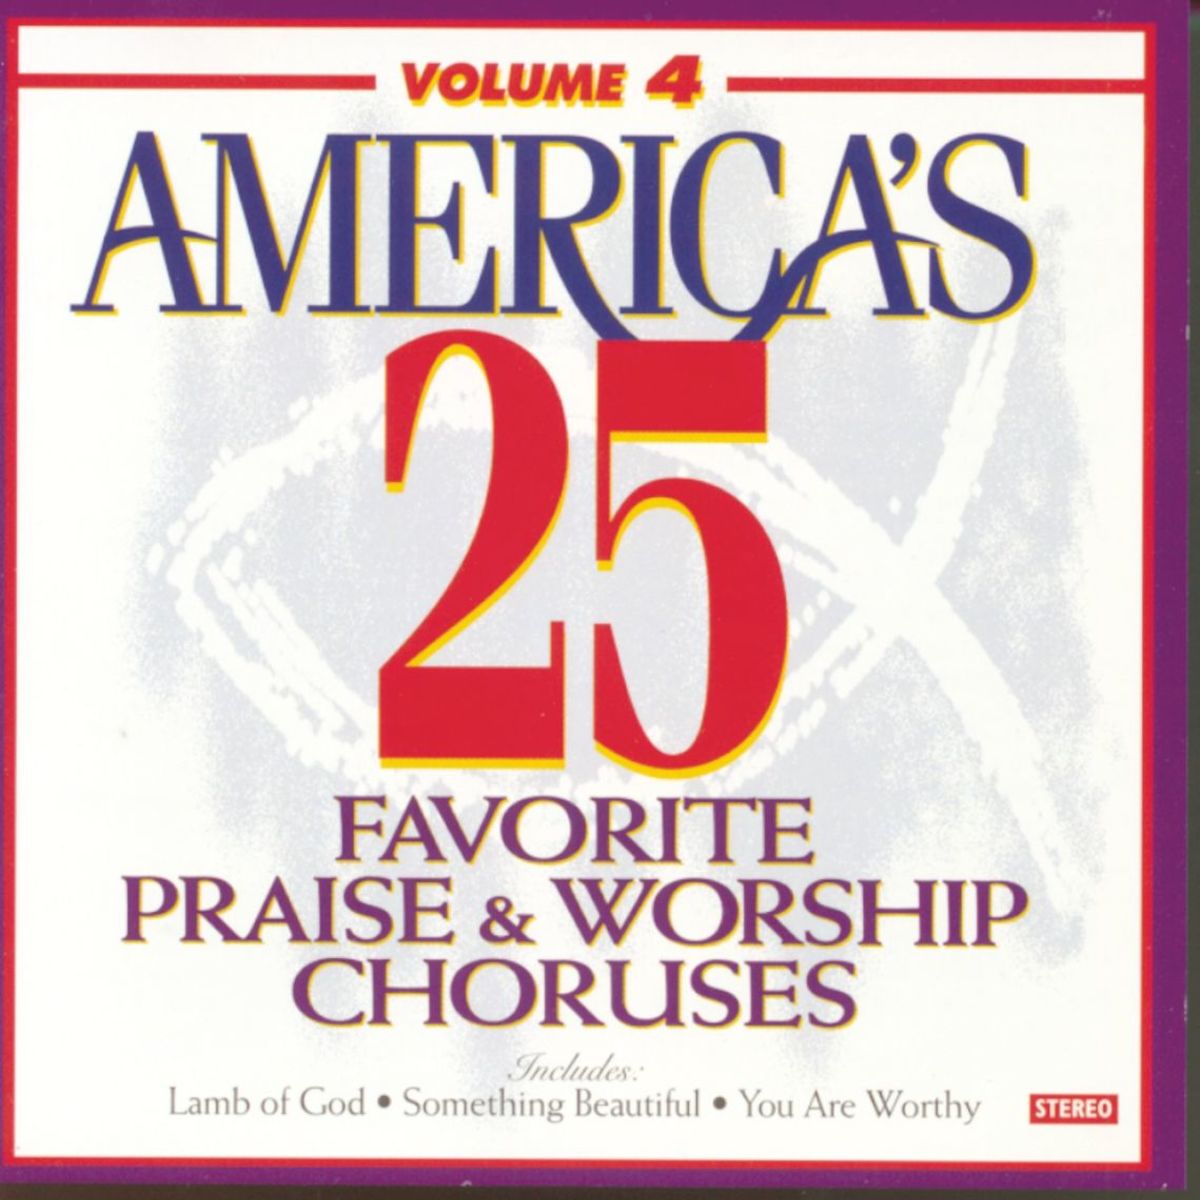 VOLUME 4
AMERICA'S
25
FAVORITE
PRAISE & WORSHIP
CHORUSES
Includes:
Lamb of God • Something Beautiful • You Are Worthy
STEREO